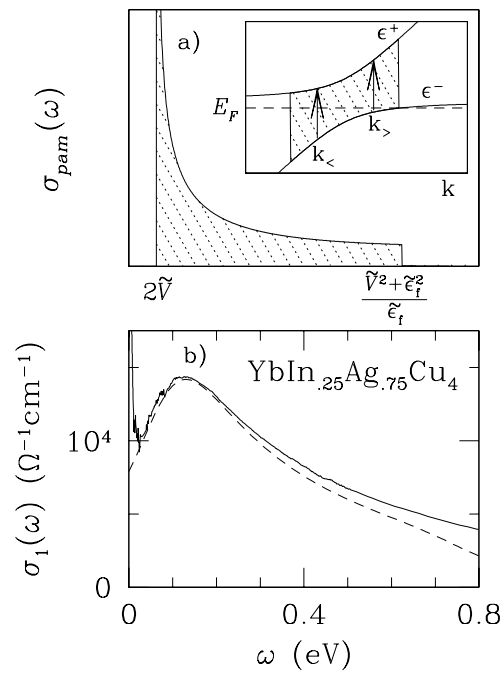 a)
ϵ⁺
ϵ⁻
E_F
k_<
k_>
k
σ_pam(ω)
2Ṽ
Ṽ²+ϵ̃_f²
ϵ̃_f
b)
YbIn.25Ag.75Cu4
10⁴
0
σ₁(ω) (Ω⁻¹cm⁻¹)
0 0.4 0.8
ω (eV)